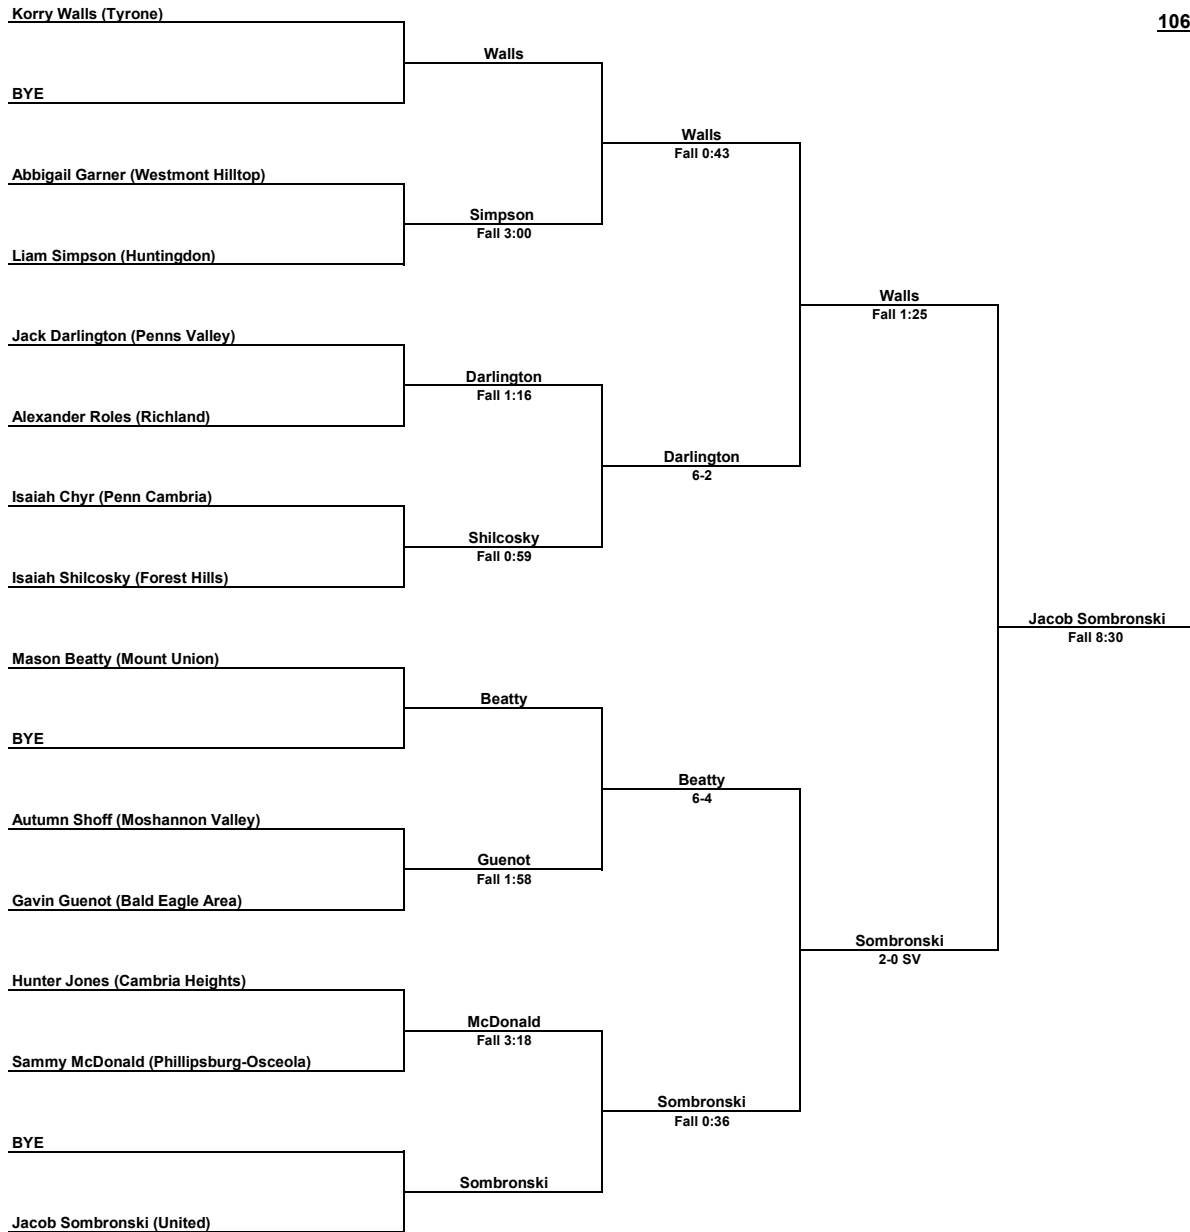 Korry Walls (Tyrone)
106
Walls
BYE
Walls
Fall 0:43
Abbigail Garner (Westmont Hilltop)
Simpson
Fall 3:00
Liam Simpson (Huntingdon)
Walls
Fall 1:25
Jack Darlington (Penns Valley)
Darlington
Fall 1:16
Alexander Roles (Richland)
Darlington
6-2
Isaiah Chyr (Penn Cambria)
Shilcosky
Fall 0:59
Isaiah Shilcosky (Forest Hills)
Jacob Sombronski
Fall 8:30
Mason Beatty (Mount Union)
Beatty
BYE
Beatty
6-4
Autumn Shoff (Moshannon Valley)
Guenot
Fall 1:58
Gavin Guenot (Bald Eagle Area)
Sombronski
2-0 SV
Hunter Jones (Cambria Heights)
McDonald
Fall 3:18
Sammy McDonald (Phillipsburg-Osceola)
Sombronski
Fall 0:36
BYE
Sombronski
Jacob Sombronski (United)